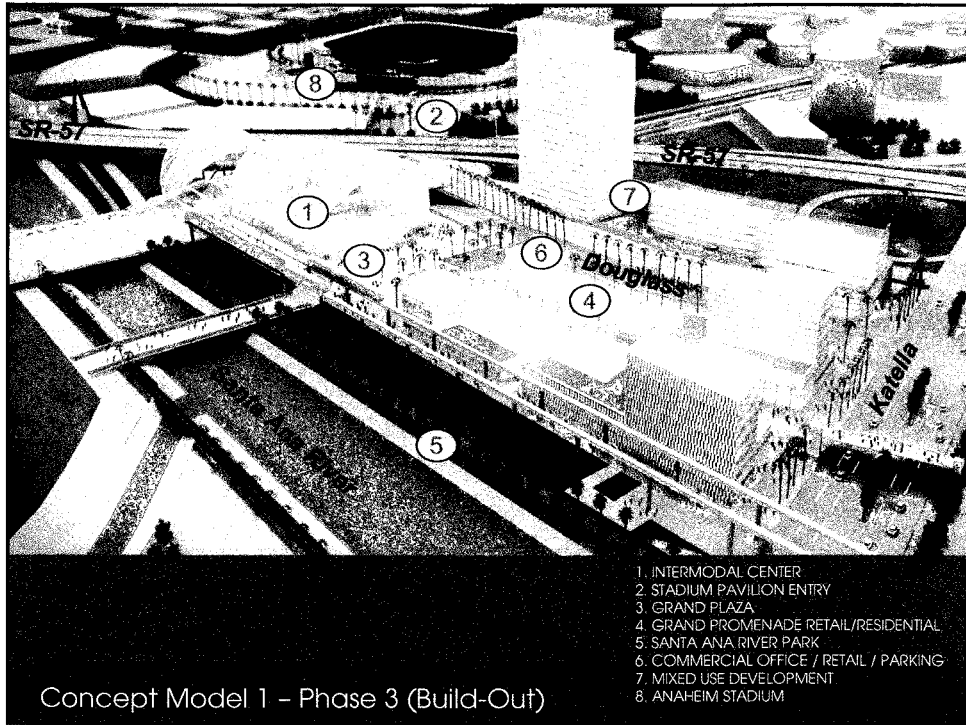 8
2
SR-57
SR-57
7
1
6
3
Douglass
4
Katella
Santa Ana River
5
1. INTERMODAL CENTER
2. STADIUM PAVILION ENTRY
3. GRAND PLAZA
4. GRAND PROMENADE RETAIL/RESIDENTIAL
5. SANTA ANA RIVER PARK
6. COMMERCIAL OFFICE / RETAIL / PARKING
7. MIXED USE DEVELOPMENT
8. ANAHEIM STADIUM
Concept Model 1 – Phase 3 (Build-Out)